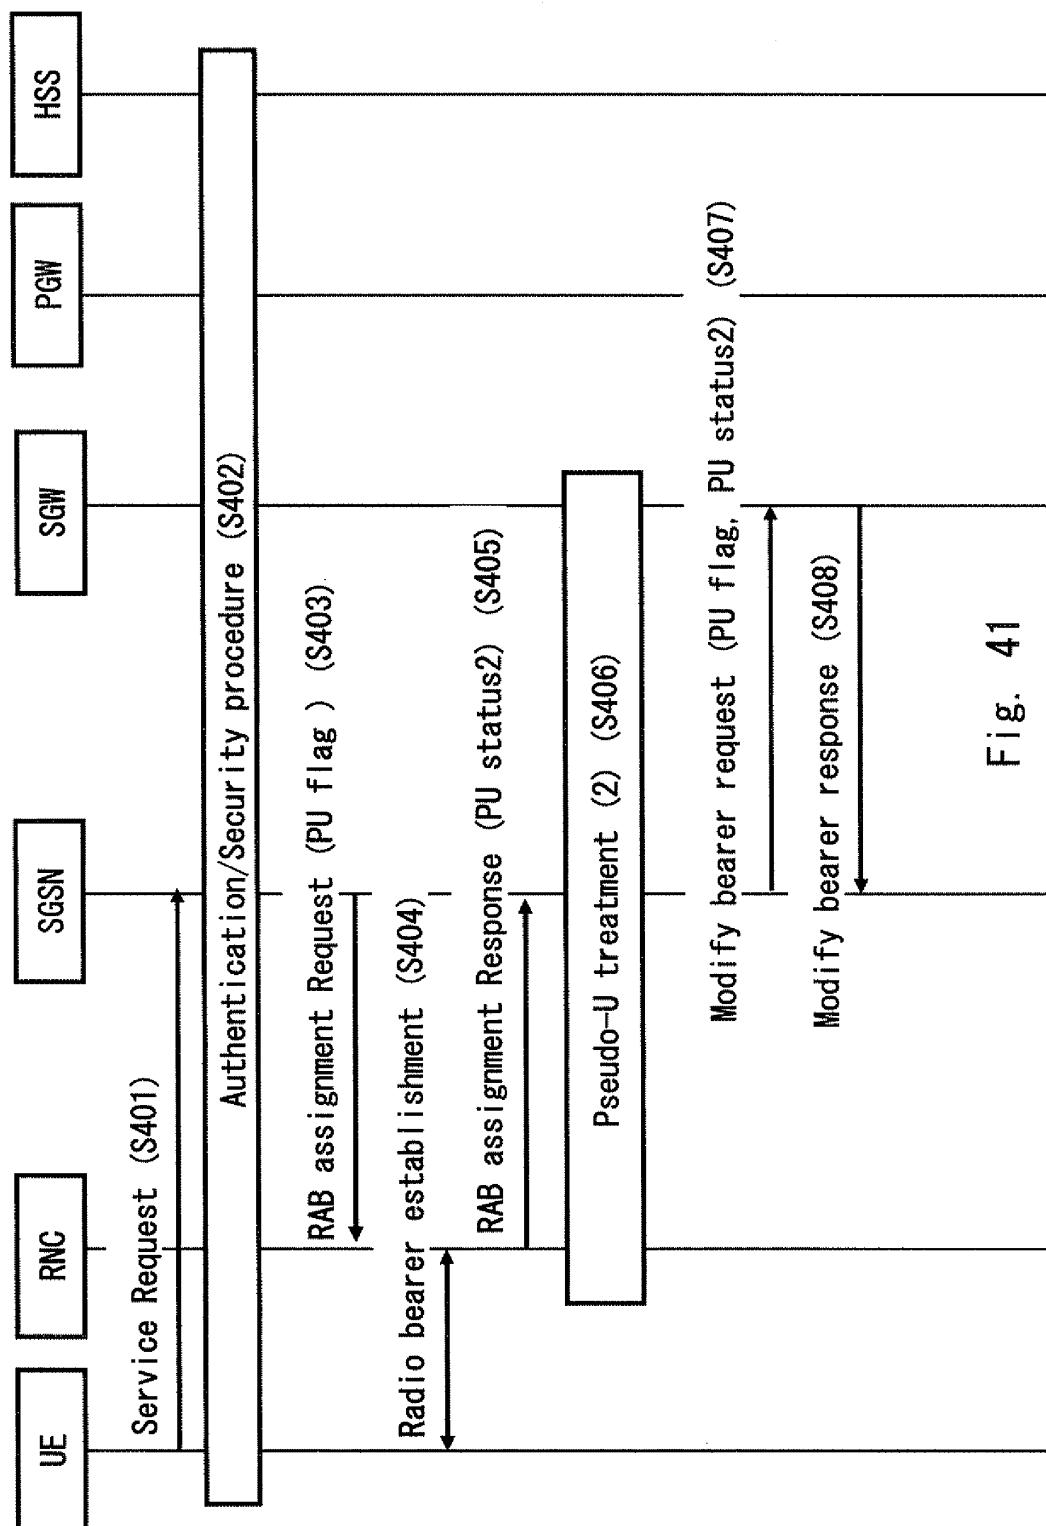 UE
RNC
SGSN
SGW
PGW
HSS
Service Request (S401)
Authentication/Security procedure (S402)
RAB assignment Request (PU flag ) (S403)
Radio bearer establishment (S404)
RAB assignment Response (PU status2) (S405)
Pseudo-U treatment (2) (S406)
Modify bearer request (PU flag, PU status2) (S407)
Modify bearer response (S408)
Fig. 41